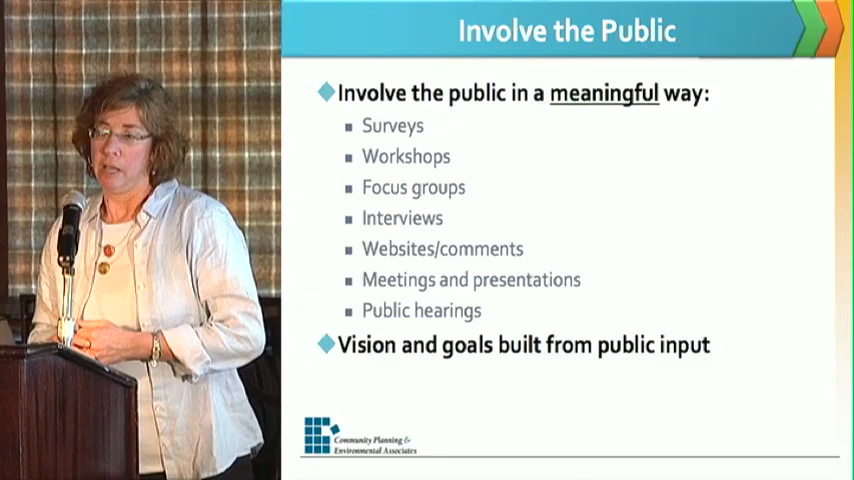 Involve the Public
Involve the public in a meaningful way:
Surveys
Workshops
Focus groups
Interviews
Websites/comments
Meetings and presentations
Public hearings
Vision and goals built from public input
Community Planning &
Environmental Associates